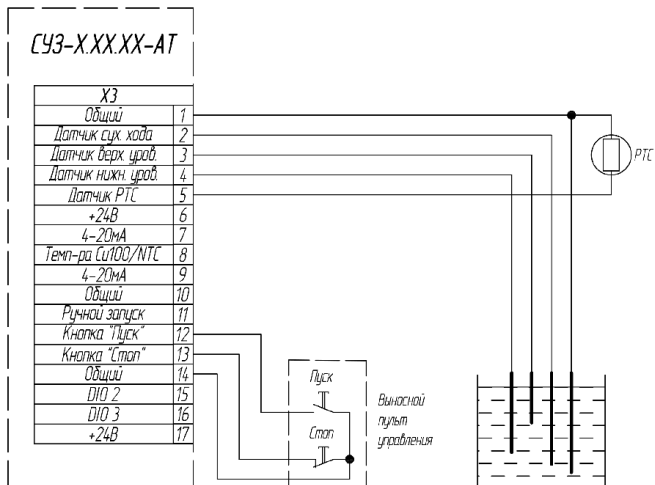 СУЗ-Х.ХХ.ХХ-АТ
Х3
Общий 1
Датчик сух. хода 2
Датчик верх. уров. 3
Датчик нижн. уров. 4
Датчик РТС 5
+24В 6
4-20мА 7
Темп-ра Cu100/NTC 8
4-20мА 9
Общий 10
Ручной запуск 11
Кнопка "Пуск" 12
Кнопка "Стоп" 13
Общий 14
DIO 2 15
DIO 3 16
+24В 17
РТС
Пуск
Стоп
Выносной
пульт
управления